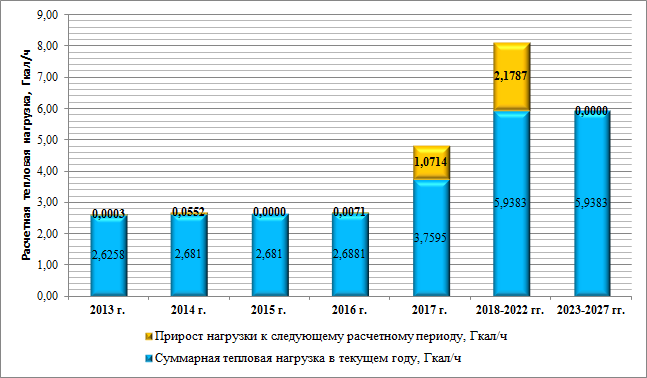 Расчетная тепловая нагрузка, Гкал/ч
9,00
8,00
7,00
6,00
5,00
4,00
3,00
2,00
1,00
0,00
2,1787
0,0000
1,0714
0,0003
0,0552
0,0000
0,0071
2,6258
2,681
2,681
2,6881
3,7595
5,9383
5,9383
2013 г.
2014 г.
2015 г.
2016 г.
2017 г.
2018-2022 гг.
2023-2027 гг.
Прирост нагрузки к следующему расчетному периоду, Гкал/ч
Суммарная тепловая нагрузка в текущем году, Гкал/ч